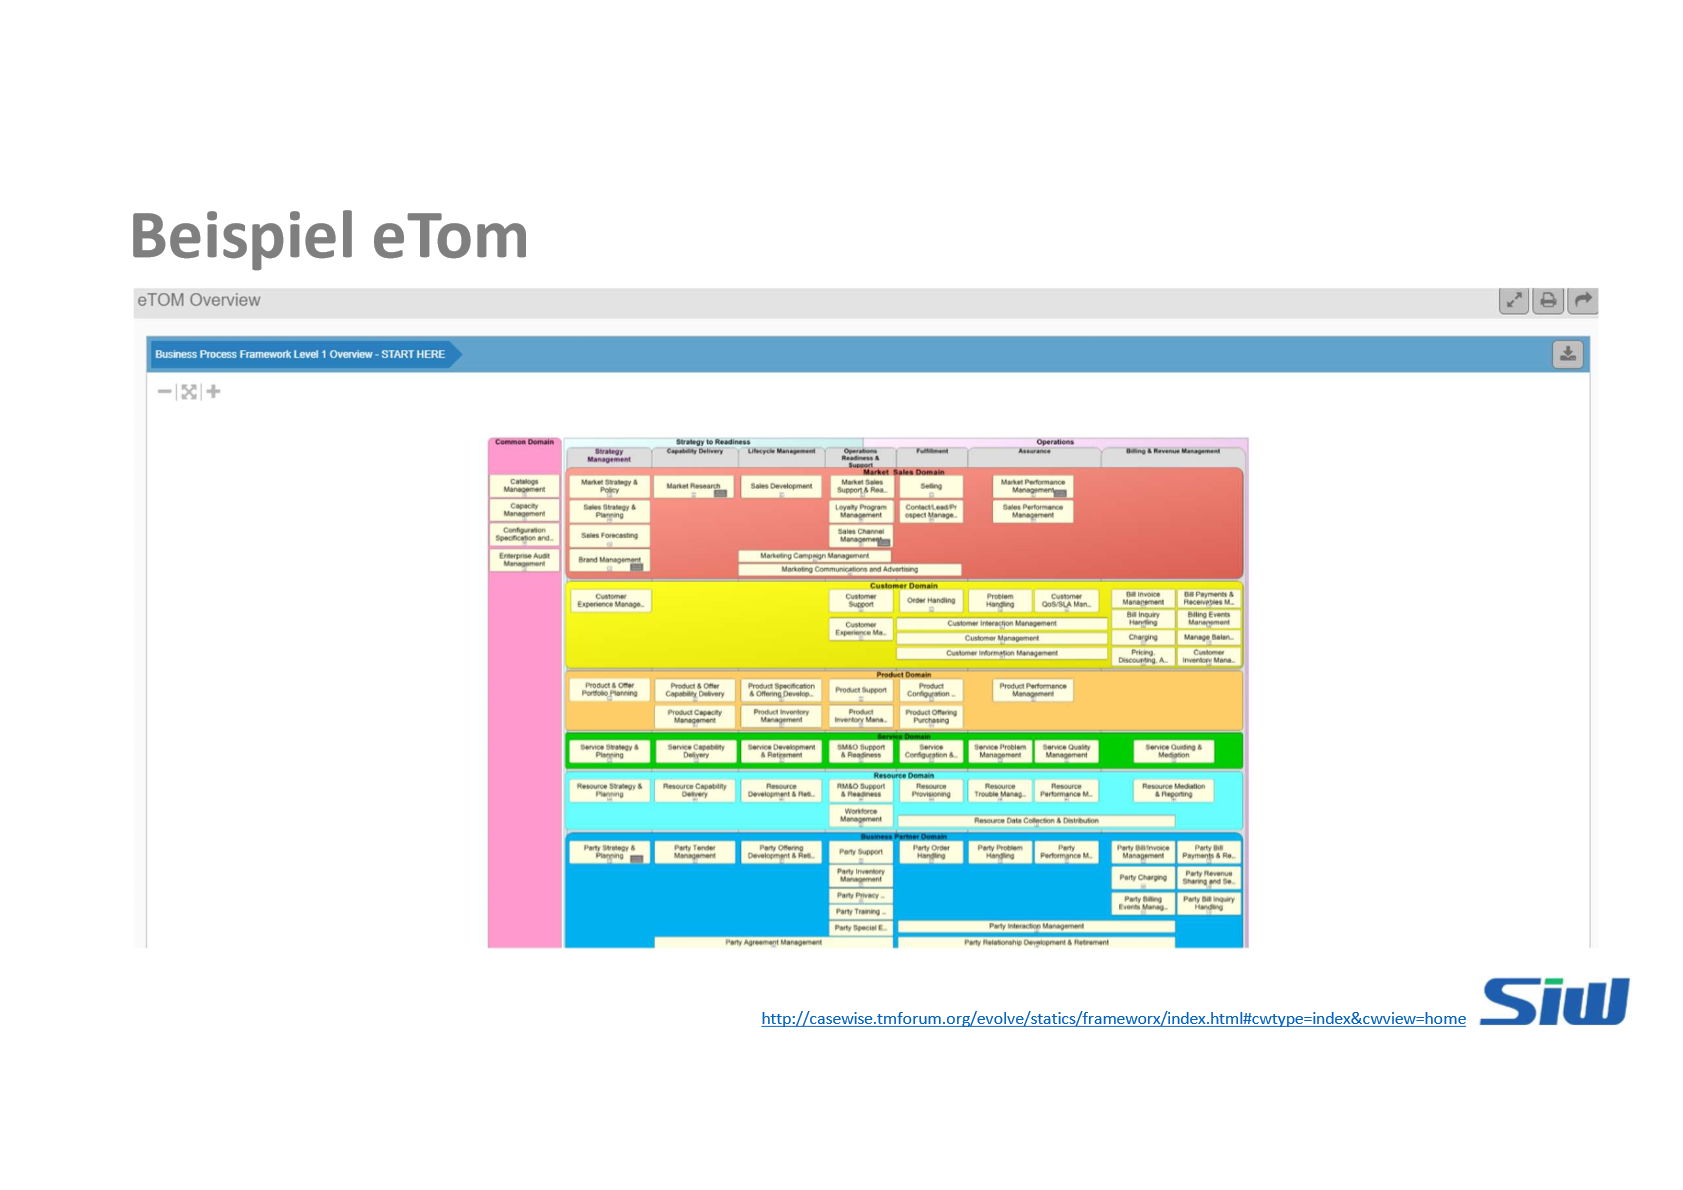 Beispiel eTom
eTOM Overview
Business Process Framework Level 1 Overview - START HERE
Common Domain
Strategy to Readiness
Operations
Strategy
Management
Capability Delivery
Lifecycle Management
Operations
Readiness &
Support
Fulfillment
Assurance
Billing & Revenue Management
Catalogs
Management
Capacity
Management
Configuration
Specification and..
Enterprise Audit
Management
Market Sales Domain
Market Strategy &
Policy
Market Research
Sales Development
Market Sales
Support & Rea..
Selling
Market Performance
Management
Sales Strategy &
Planning
Loyalty Program
Management
Contact/Lead/Pr
ospect Manage..
Sales Performance
Management
Sales Forecasting
Sales Channel
Management
Brand Management
Marketing Campaign Management
Marketing Communications and Advertising
Customer Domain
Customer
Experience Manage..
Customer
Support
Order Handling
Problem
Handling
Customer
QoS/SLA Man..
Bill Invoice
Management
Bill Payments &
Receivables M..
Customer
Experience Ma..
Customer Interaction Management
Bill Inquiry
Handling
Billing Events
Management
Customer Management
Charging
Manage Balan..
Customer Information Management
Pricing,
Discounting, A..
Customer
Inventory Mana..
Product Domain
Product & Offer
Portfolio Planning
Product & Offer
Capability Delivery
Product Specification
& Offering Develop..
Product Support
Product
Configuration ..
Product Performance
Management
Product Capacity
Management
Product Inventory
Management
Product
Inventory Mana..
Product Offering
Purchasing
Service Domain
Service Strategy &
Planning
Service Capability
Delivery
Service Development
& Retirement
SM&O Support
& Readiness
Service
Configuration &..
Service Problem
Management
Service Quality
Management
Service Guiding &
Mediation
Resource Domain
Resource Strategy &
Planning
Resource Capability
Delivery
Resource
Development & Reti..
RM&O Support
& Readiness
Resource
Provisioning
Resource
Trouble Manag..
Resource
Performance M..
Resource Mediation
& Reporting
Workforce
Management
Resource Data Collection & Distribution
Business Partner Domain
Party Strategy &
Planning
Party Tender
Management
Party Offering
Development & Reti..
Party Support
Party Order
Handling
Party Problem
Handling
Party
Performance M..
Party Bill/Invoice
Management
Party Bill
Payments & Re..
Party Inventory
Management
Party Charging
Party Revenue
Sharing and Se..
Party Privacy ..
Party Billing
Events Manag..
Party Bill Inquiry
Handling
Party Training ..
Party Special E..
Party Interaction Management
Party Agreement Management
Party Relationship Development & Retirement
http://casewise.tmforum.org/evolve/statics/frameworx/index.html#cwtype=index&cwview=home
Siw